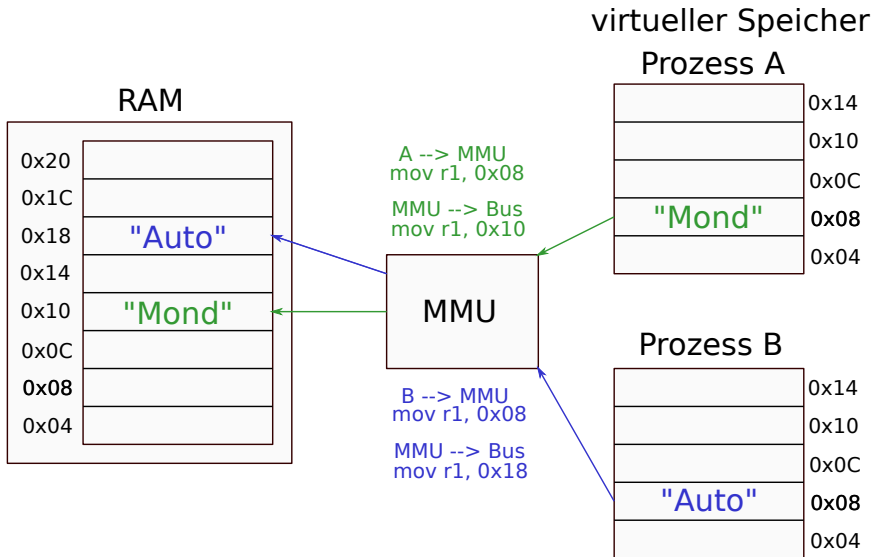 virtueller Speicher
RAM
0x20
0x1C
0x18 "Auto"
0x14
0x10 "Mond"
0x0C
0x08
0x04
A --> MMU
mov r1, 0x08
MMU --> Bus
mov r1, 0x10
MMU
B --> MMU
mov r1, 0x08
MMU --> Bus
mov r1, 0x18
Prozess A
0x14
0x10
0x0C
"Mond" 0x08
0x04
Prozess B
0x14
0x10
0x0C
"Auto" 0x08
0x04